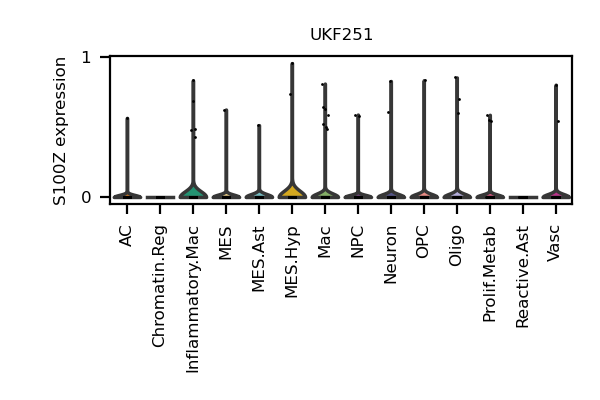 UKF251
S100Z expression
1
0
AC
Chromatin.Reg
Inflammatory.Mac
MES
MES.Ast
MES.Hyp
Mac
NPC
Neuron
OPC
Oligo
Prolif.Metab
Reactive.Ast
Vasc